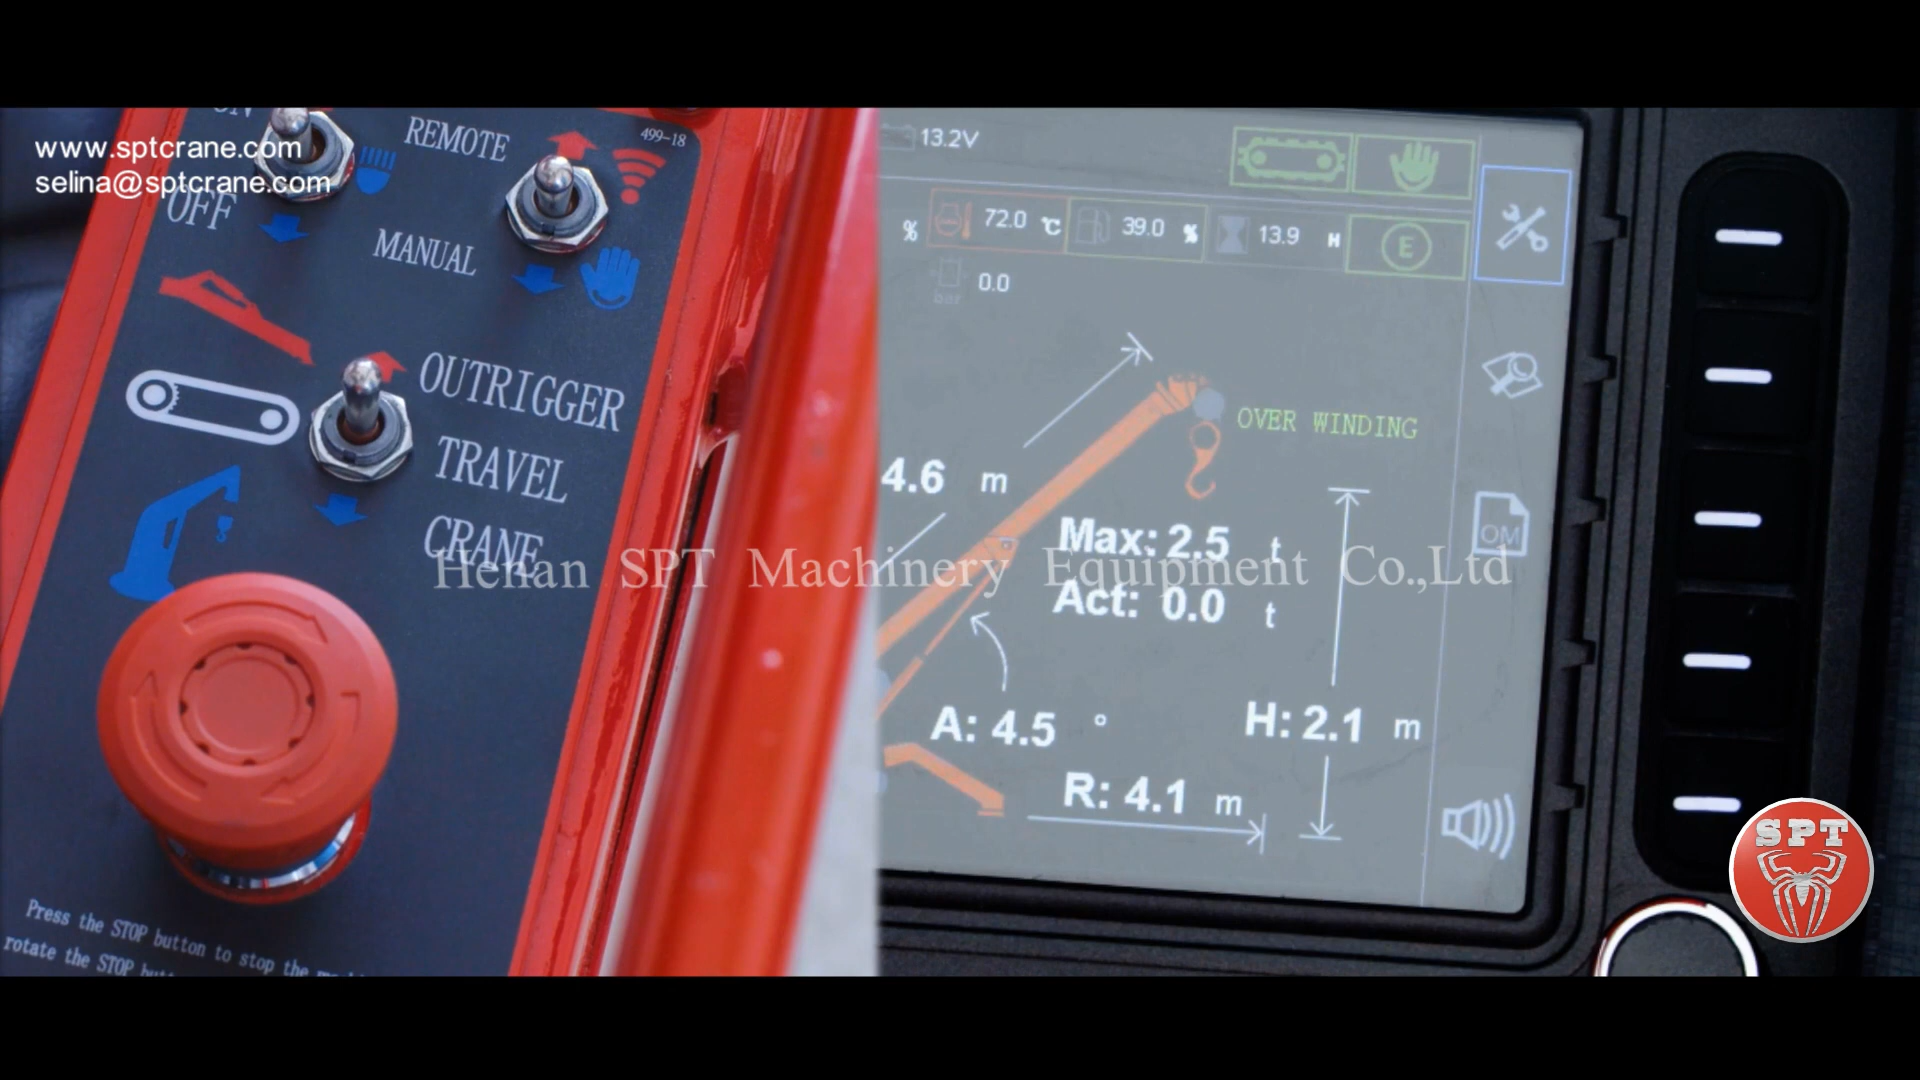 www.sptcrane.com
selina@sptcrane.com
ON
OFF
REMOTE
499-18
MANUAL
OUTRIGGER
TRAVEL
CRANE
Press the STOP button to stop the
rotate the STOP
13.2V
% 72.0 ℃ 39.0 % 13.9 H E
bar 0.0
OVER WINDING
4.6 m
Max: 2.5 t
Act: 0.0 t
OM
A: 4.5 °
H: 2.1 m
R: 4.1 m
Henan SPT Machinery Equipment Co.,Ltd
SPT